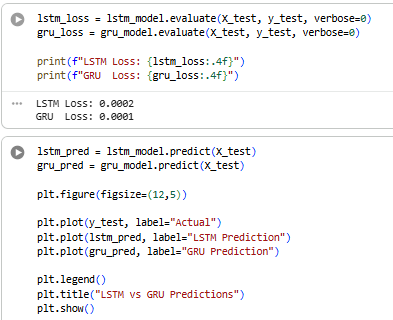 lstm_loss = lstm_model.evaluate(X_test, y_test, verbose=0)
gru_loss = gru_model.evaluate(X_test, y_test, verbose=0)
print(f"LSTM Loss: {lstm_loss:.4f}")
print(f"GRU  Loss: {gru_loss:.4f}")
LSTM Loss: 0.0002
GRU  Loss: 0.0001
lstm_pred = lstm_model.predict(X_test)
gru_pred = gru_model.predict(X_test)
plt.figure(figsize=(12,5))
plt.plot(y_test, label="Actual")
plt.plot(lstm_pred, label="LSTM Prediction")
plt.plot(gru_pred, label="GRU Prediction")
plt.legend()
plt.title("LSTM vs GRU Predictions")
plt.show()